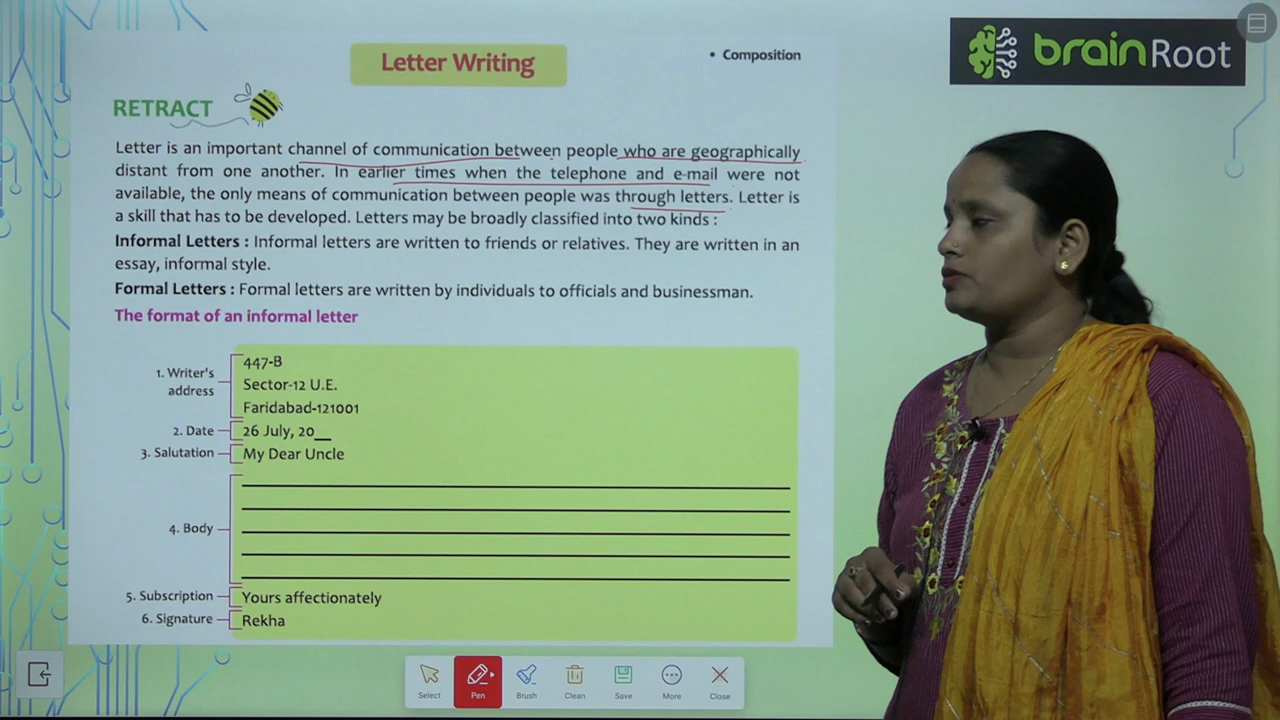 Letter Writing
• Composition
brainRoot
RETRACT
Letter is an important channel of communication between people who are geographically
distant from one another. In earlier times when the telephone and e-mail were not
available, the only means of communication between people was through letters. Letter is
a skill that has to be developed. Letters may be broadly classified into two kinds :
Informal Letters : Informal letters are written to friends or relatives. They are written in an
essay, informal style.
Formal Letters : Formal letters are written by individuals to officials and businessman.
The format of an informal letter
1. Writer's
address
447-B
Sector-12 U.E.
Faridabad-121001
2. Date
26 July, 20__
3. Salutation
My Dear Uncle
4. Body
5. Subscription
Yours affectionately
6. Signature
Rekha
Select
Pen
Brush
Clean
Save
More
Close